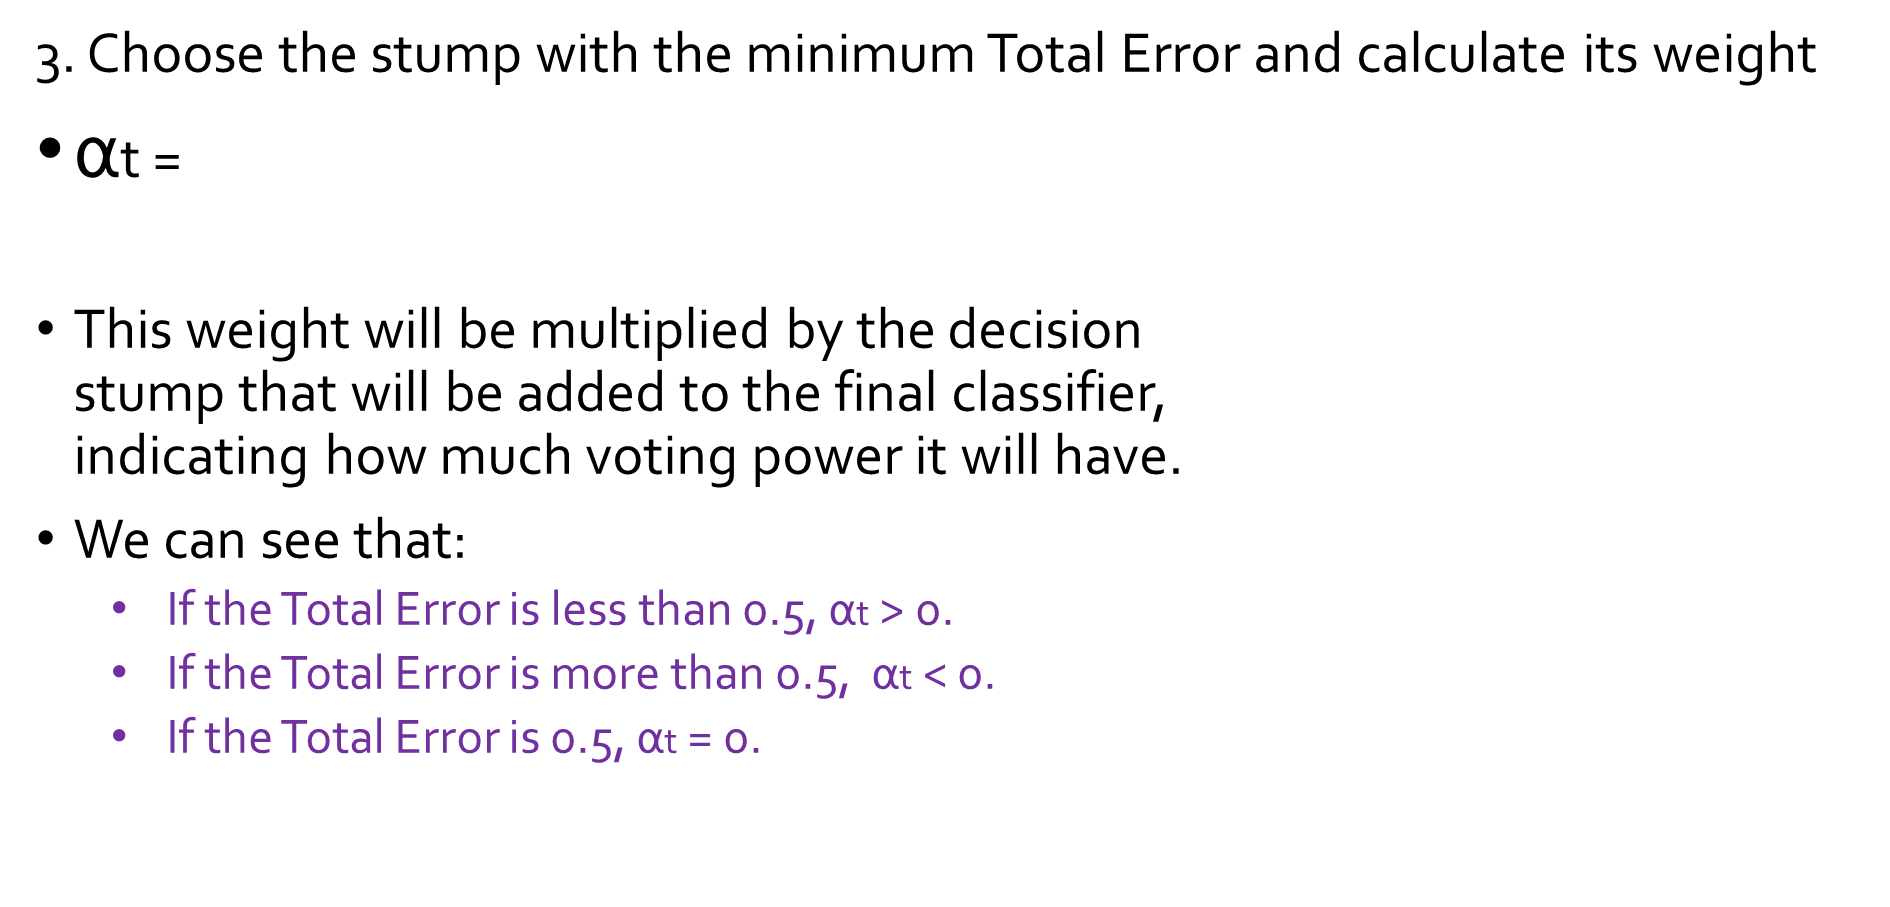 3. Choose the stump with the minimum Total Error and calculate its weight
• αt =
• This weight will be multiplied by the decision
stump that will be added to the final classifier,
indicating how much voting power it will have.
• We can see that:
• If the Total Error is less than 0.5, αt > 0.
• If the Total Error is more than 0.5,  αt < 0.
• If the Total Error is 0.5, αt = 0.